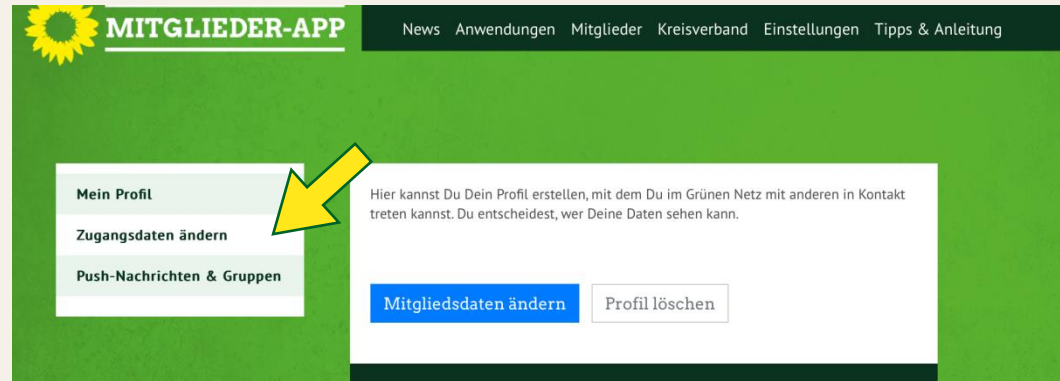 MITGLIEDER-APP
News Anwendungen Mitglieder Kreisverband Einstellungen Tipps & Anleitung
Mein Profil
Zugangsdaten ändern
Push-Nachrichten & Gruppen
Hier kannst Du Dein Profil erstellen, mit dem Du im Grünen Netz mit anderen in Kontakt
treten kannst. Du entscheidest, wer Deine Daten sehen kann.
Mitgliedsdaten ändern
Profil löschen